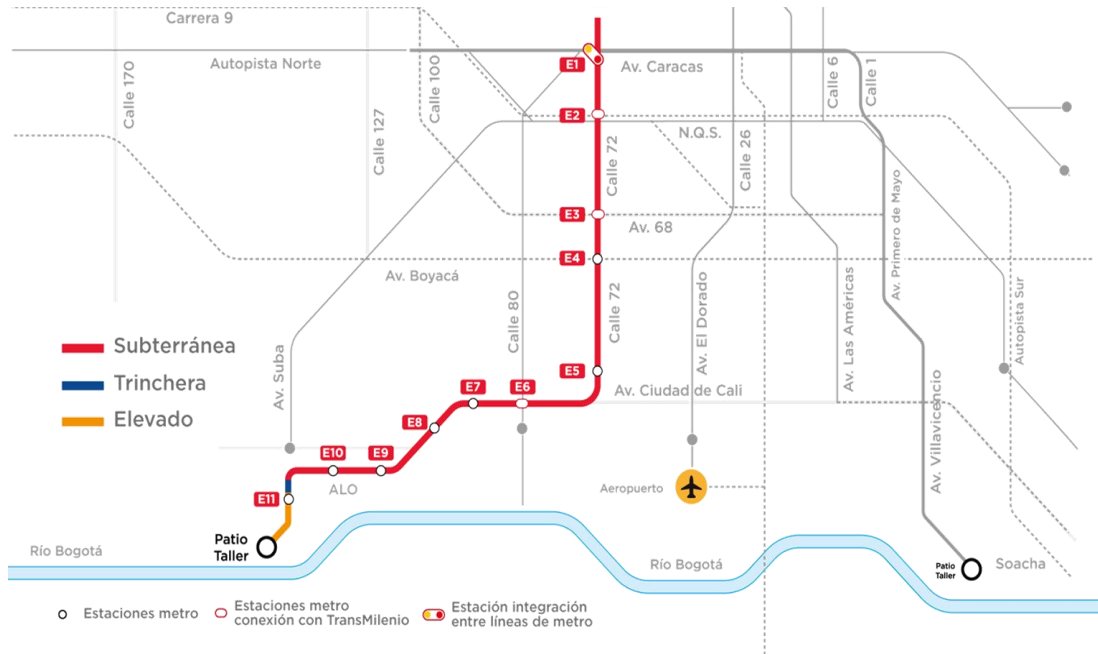 Carrera 9
Autopista Norte
Calle 170
Calle 127
Calle 100
E1
Av. Caracas
Calle 6
Calle 1
E2
N.Q.S.
Calle 72
Calle 26
E3
Av. 68
E4
Av. Boyacá
Av. Primero de Mayo
Calle 80
Calle 72
Av. El Dorado
Av. Las Américas
Autopista Sur
Subterránea
Trinchera
Elevado
Av. Suba
E5
E7
E6
Av. Ciudad de Cali
E8
Av. Villavicencio
E10
E9
ALO
E11
Aeropuerto
Patio
Taller
Río Bogotá
Río Bogotá
Patio
Taller
Soacha
Estaciones metro
Estaciones metro
conexión con TransMilenio
Estación integración
entre líneas de metro